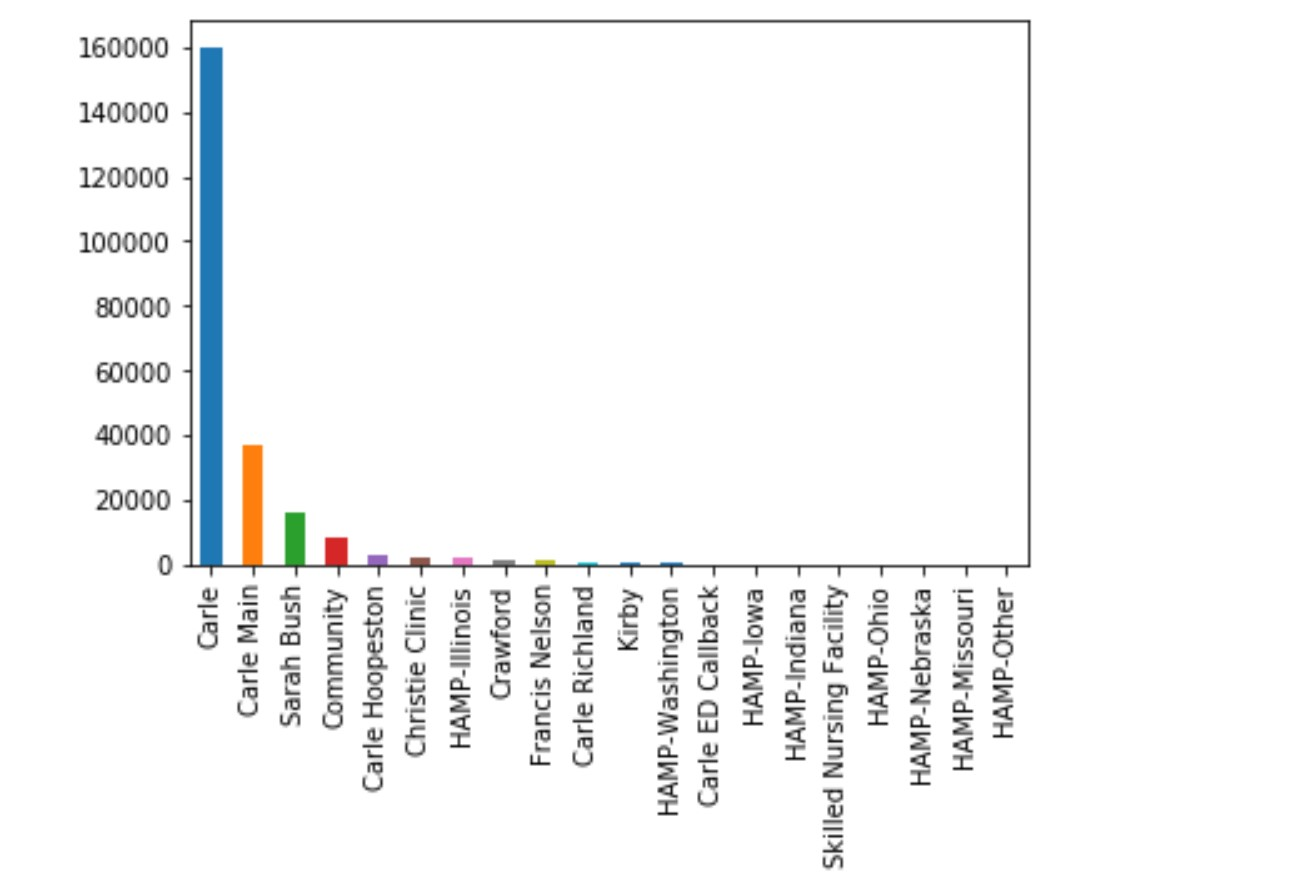 160000
140000
120000
100000
80000
60000
40000
20000
0
Carle
Carle Main
Sarah Bush
Community
Carle Hoopeston
Christie Clinic
HAMP-Illinois
Crawford
Francis Nelson
Carle Richland
Kirby
HAMP-Washington
Carle ED Callback
HAMP-Iowa
HAMP-Indiana
Skilled Nursing Facility
HAMP-Ohio
HAMP-Nebraska
HAMP-Missouri
HAMP-Other